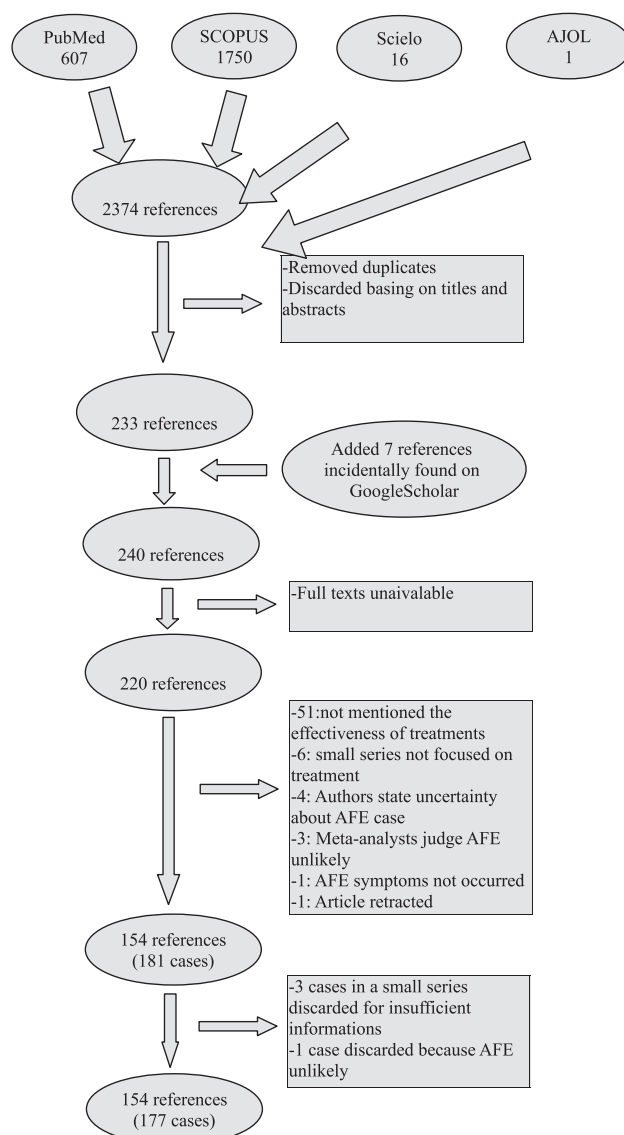 PubMed
607
SCOPUS
1750
Scielo
16
AJOL
1
2374 references
-Removed duplicates
-Discarded basing on titles and
abstracts
233 references
Added 7 references
incidentally found on
GoogleScholar
240 references
-Full texts unaivalable
220 references
-51:not mentioned the
effectiveness of treatments
-6: small series not focused on
treatment
-4: Authors state uncertainty
about AFE case
-3: Meta-analysts judge AFE
unlikely
-1: AFE symptoms not occurred
-1: Article retracted
154 references
(181 cases)
-3 cases in a small series
discarded for insufficient
informations
-1 case discarded because AFE
unlikely
154 references
(177 cases)